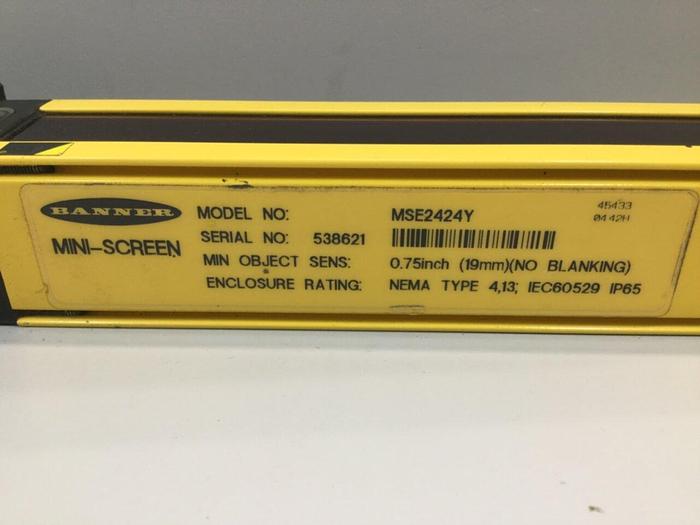 BANNER
MINI-SCREEN
MODEL NO: MSE2424Y
SERIAL NO: 538621
MIN OBJECT SENS: 0.75inch (19mm)(NO BLANKING)
ENCLOSURE RATING: NEMA TYPE 4,13; IEC60529 IP65
45433
0442H